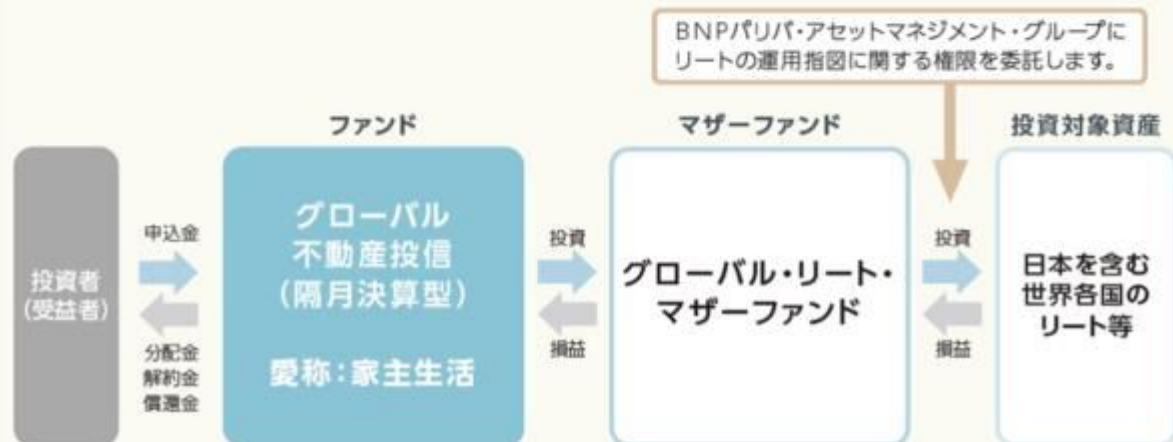 BNPパリバ・アセットマネジメント・グループに
リートの運用指図に関する権限を委託します。
ファンド
マザーファンド
投資対象資産
投資者
(受益者)
申込金
分配金
解約金
償還金
グローバル
不動産投信
(隔月決算型)
愛称:家主生活
投資
損益
グローバル・リート・
マザーファンド
投資
損益
日本を含む
世界各国の
リート等